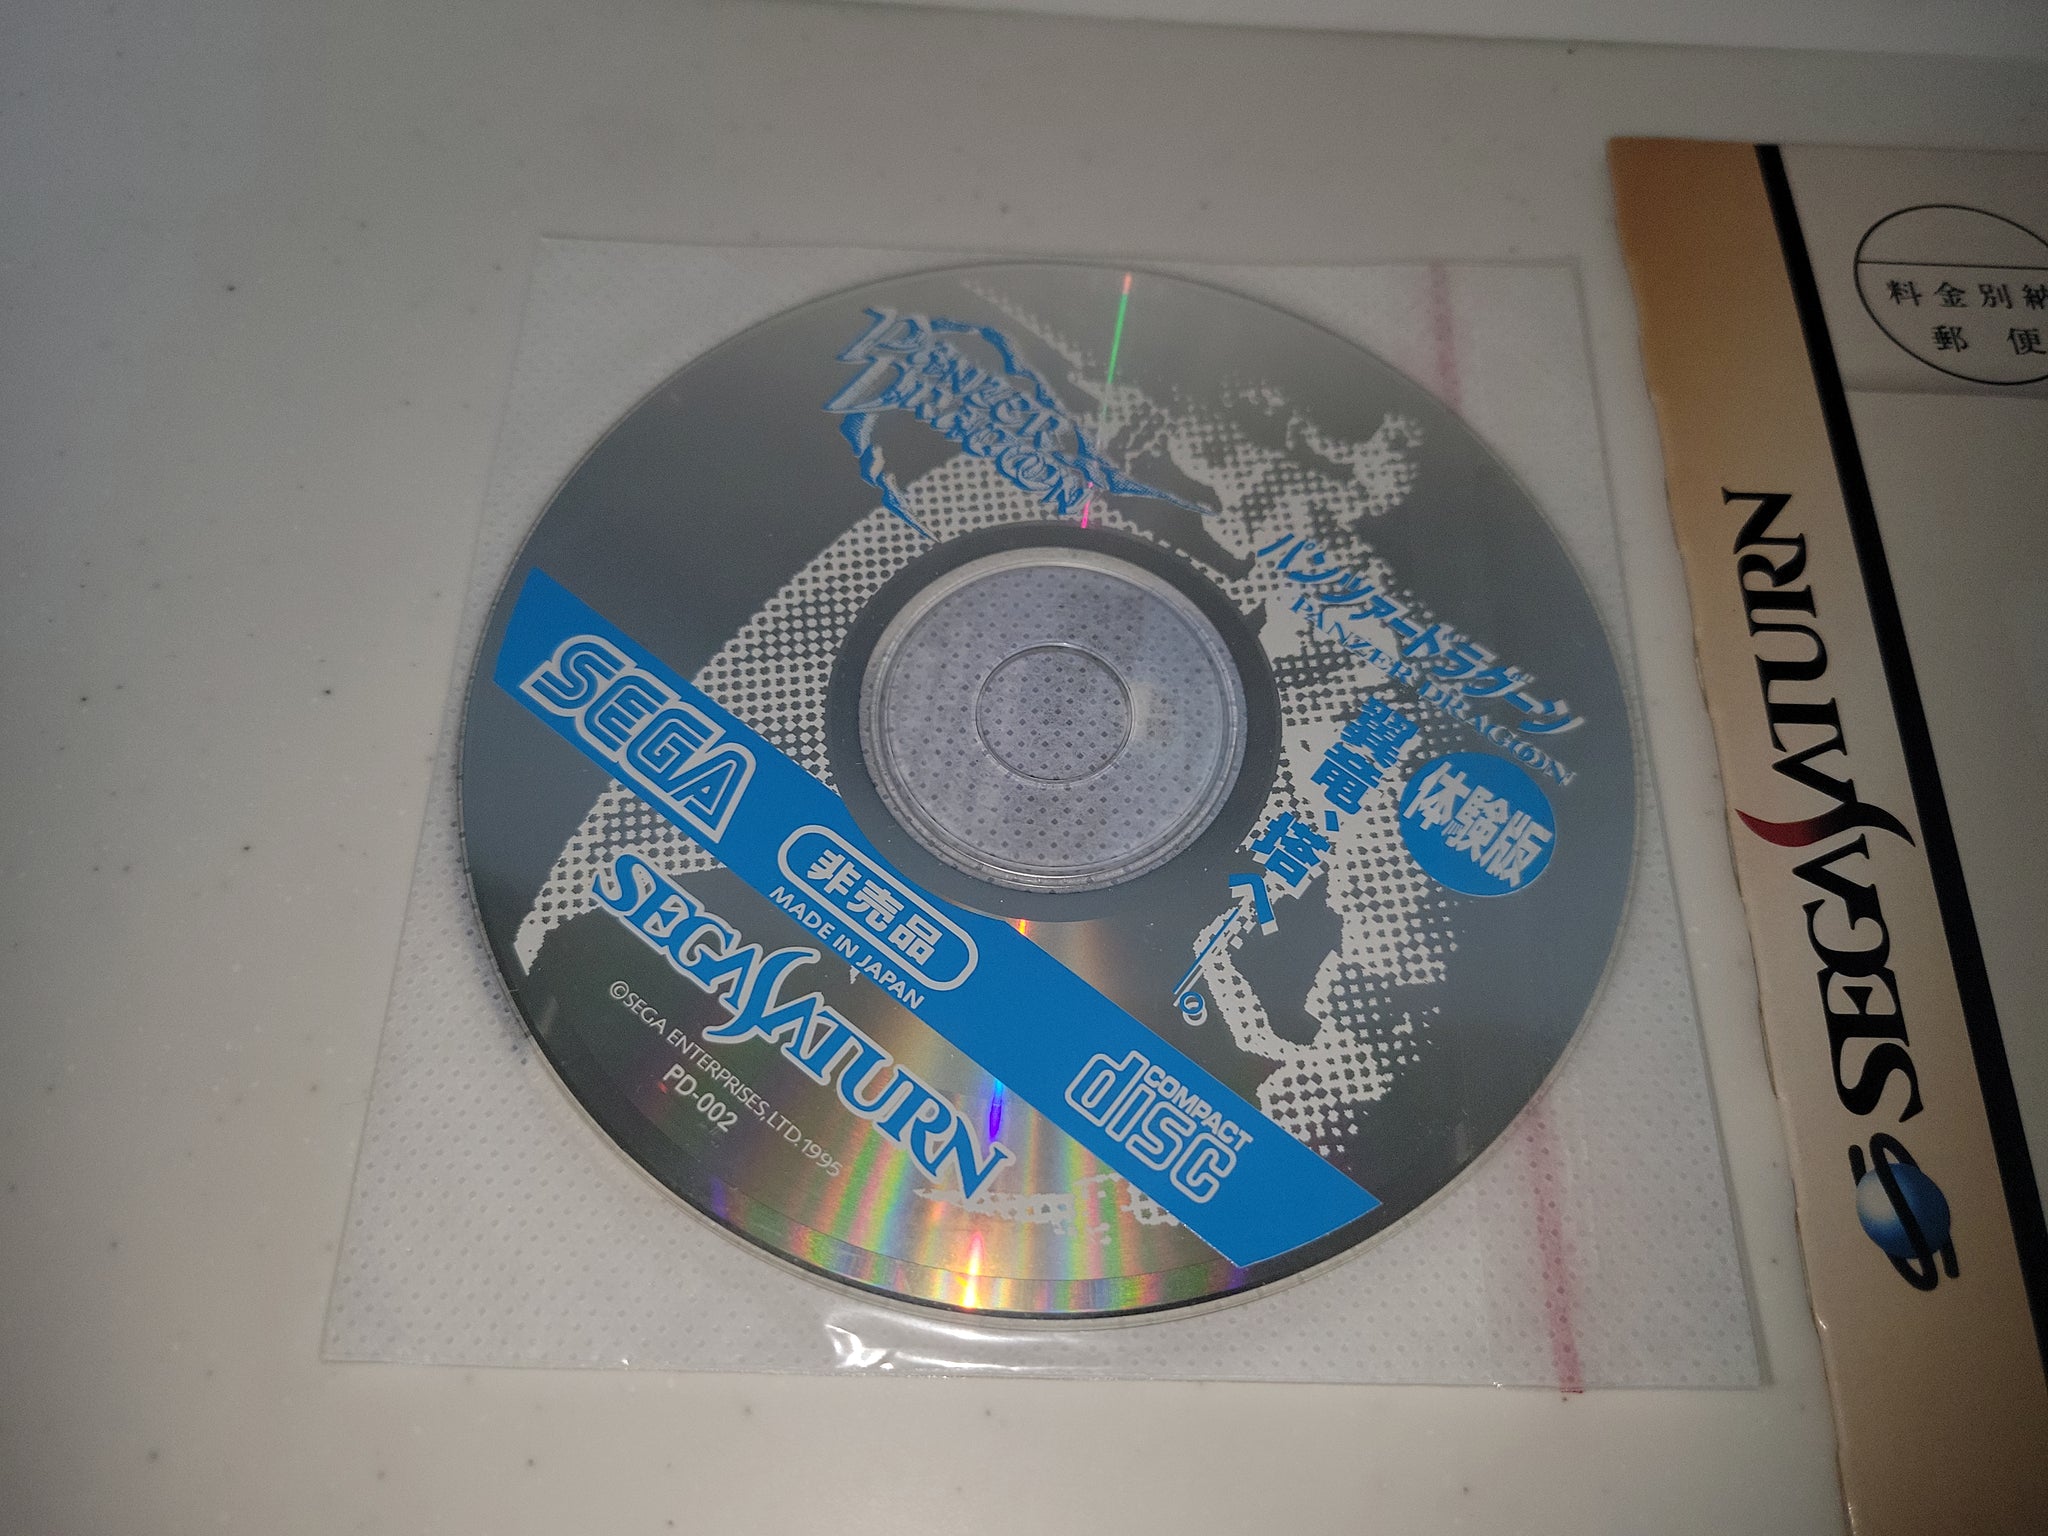 PANZER
DRAGOON
パンツァードラグーン
PANZER DRAGOON
翼竜、塔へ──。
体験版
SEGA
非売品
MADE IN JAPAN
SEGA SATURN
©SEGA ENTERPRISES,LTD.1995
PD-002
COMPACT
disc
料金別納
郵便
SEGA SATURN